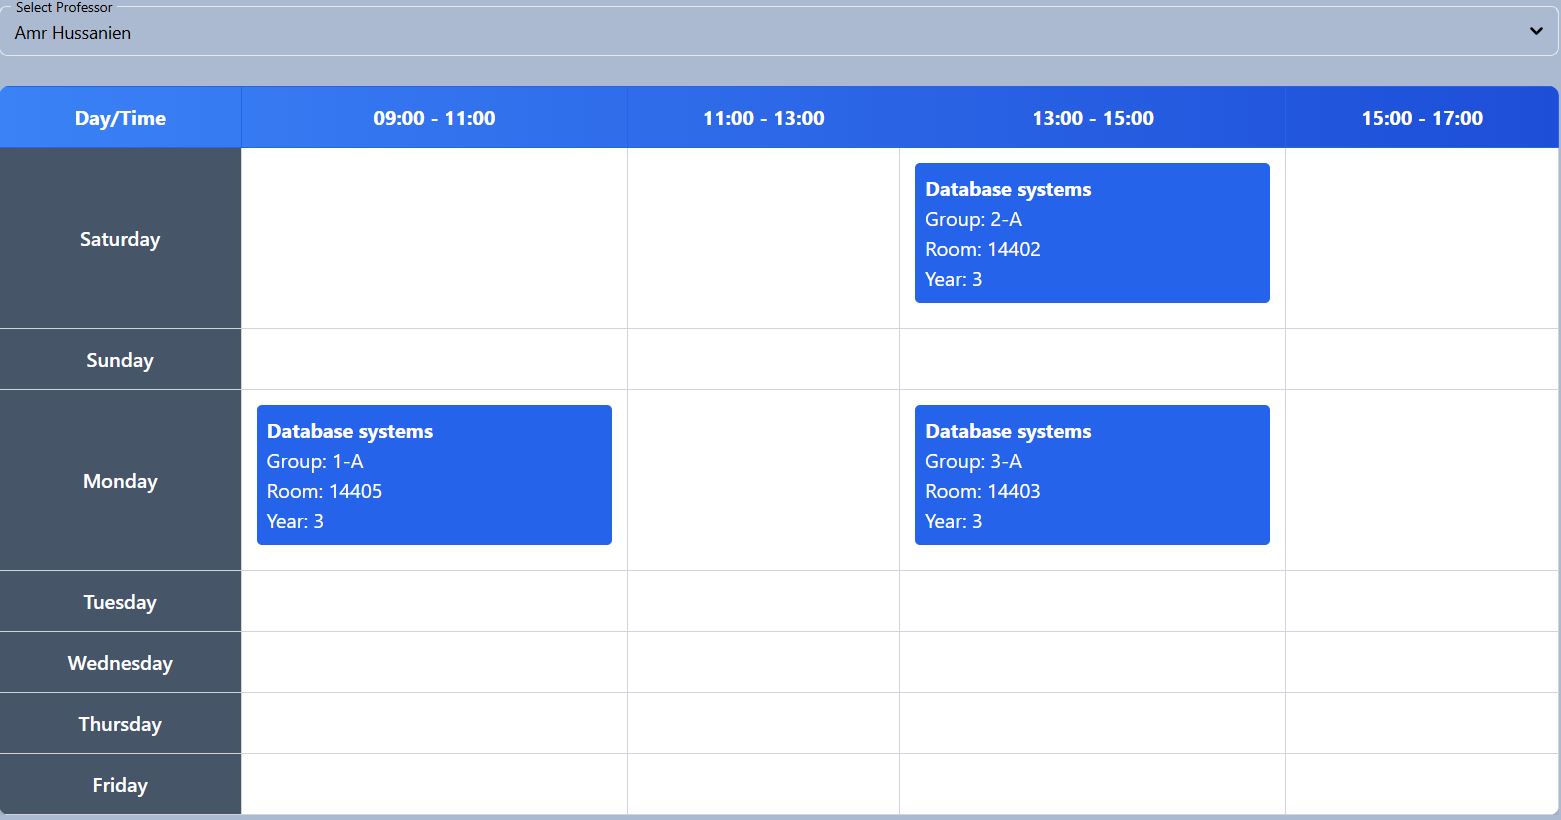 Select Professor
Amr Hussanien
Day/Time 09:00 - 11:00 11:00 - 13:00 13:00 - 15:00 15:00 - 17:00
Saturday
Database systems
Group: 2-A
Room: 14402
Year: 3
Sunday
Monday
Database systems
Group: 1-A
Room: 14405
Year: 3
Database systems
Group: 3-A
Room: 14403
Year: 3
Tuesday
Wednesday
Thursday
Friday